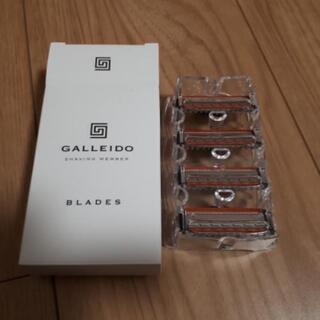 GALLEIDO
SHAVING MEMBER
BLADES